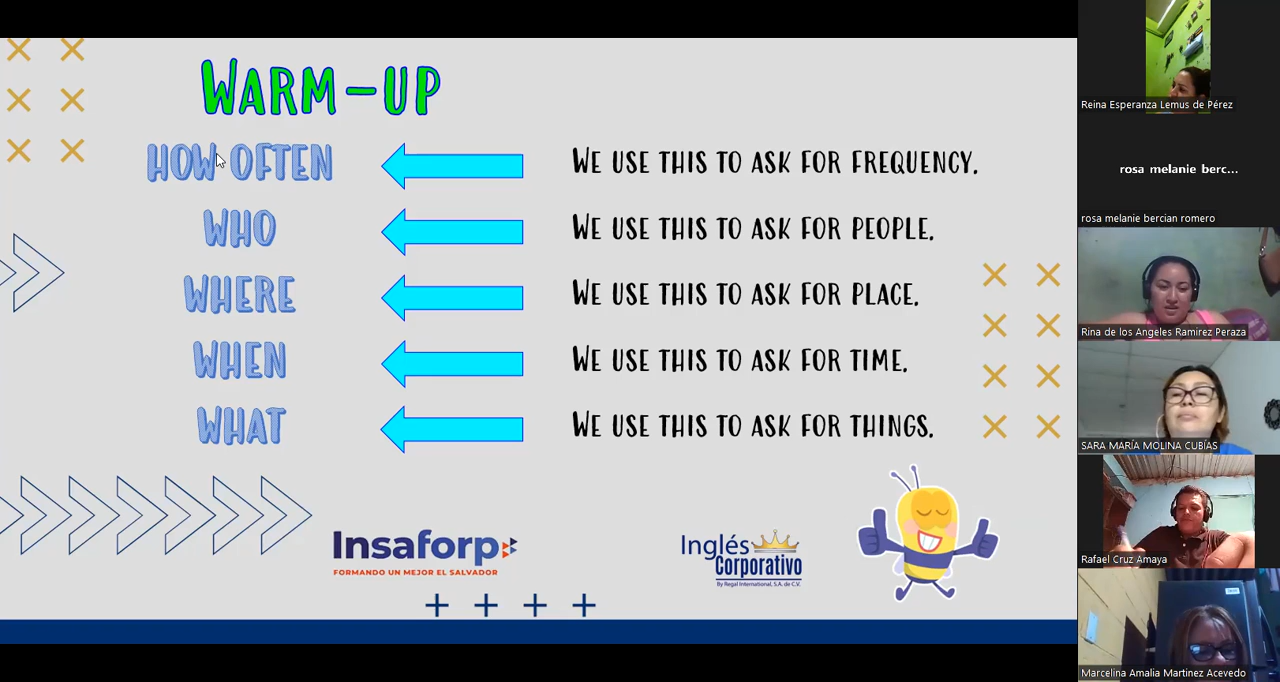 WARM-UP
HOW OFTEN
WE USE THIS TO ASK FOR FREQUENCY.
WHO
WE USE THIS TO ASK FOR PEOPLE.
WHERE
WE USE THIS TO ASK FOR PLACE.
WHEN
WE USE THIS TO ASK FOR TIME.
WHAT
WE USE THIS TO ASK FOR THINGS.
Insaforp
FORMANDO UN MEJOR EL SALVADOR
Inglés
Corporativo
By Regal International, S.A. de C.V.
Reina Esperanza Lemus de Pérez
rosa melanie berc...
rosa melanie bercian romero
Rina de los Angeles Ramirez Peraza
SARA MARÍA MOLINA CUBÍAS
Rafael Cruz Amaya
Marcelina Amalia Martinez Acevedo